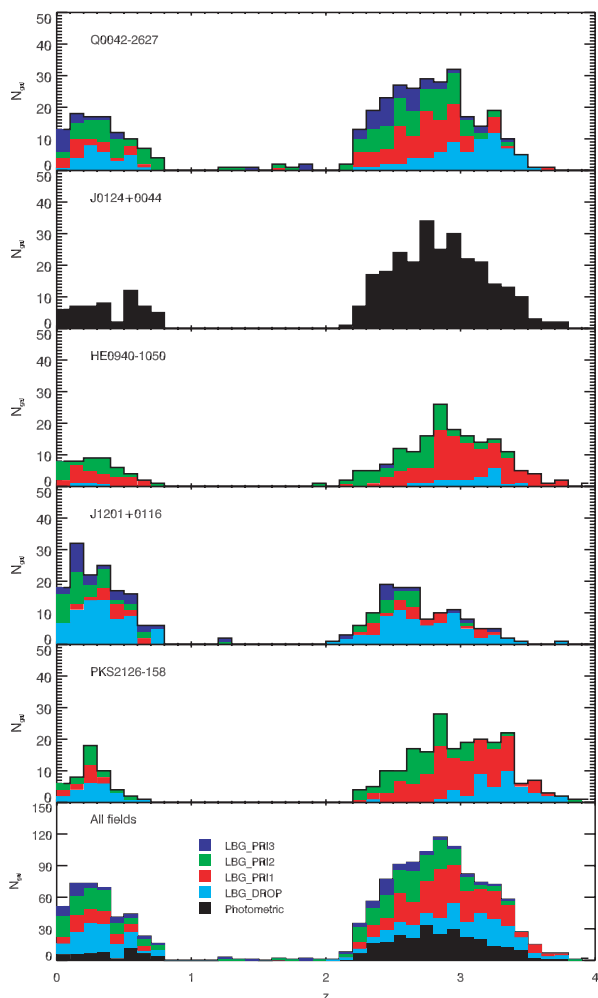 50
40
30
20
10
0
N_gal
Q0042-2627
50
40
30
20
10
0
N_gal
J0124+0044
50
40
30
20
10
0
N_gal
HE0940-1050
50
40
30
20
10
0
N_gal
J1201+0116
50
40
30
20
10
0
N_gal
PKS2126-158
150
120
90
60
30
0
N_gal
All fields
LBG_PRI3
LBG_PRI2
LBG_PRI1
LBG_DROP
Photometric
0 1 2 3 4
z